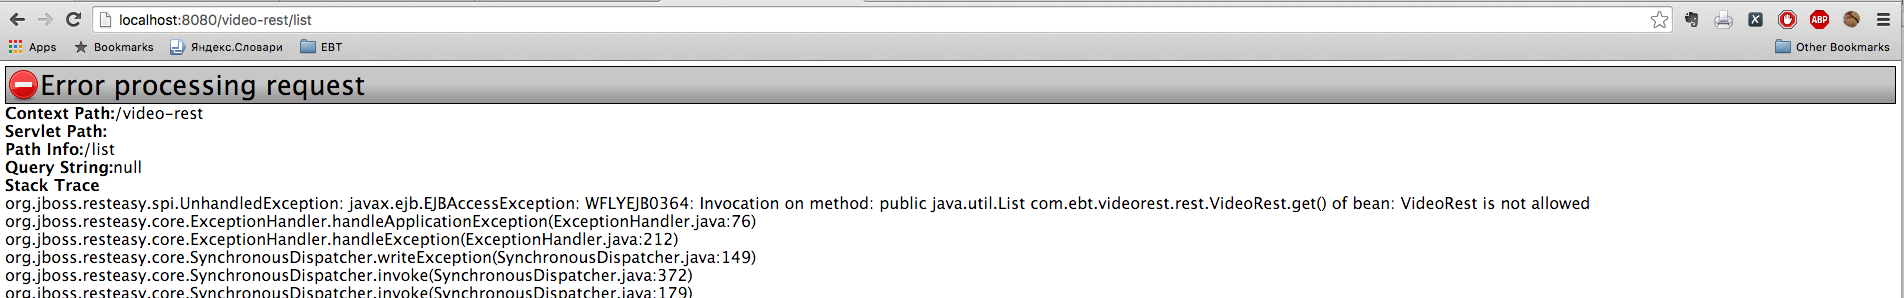 localhost:8080/video-rest/list
ABP
Apps Bookmarks Яндекс.Словари EBT Other Bookmarks
Error processing request
Context Path:/video-rest
Servlet Path:
Path Info:/list
Query String:null
Stack Trace
org.jboss.resteasy.spi.UnhandledException: javax.ejb.EJBAccessException: WFLYEJB0364: Invocation on method: public java.util.List com.ebt.videorest.rest.VideoRest.get() of bean: VideoRest is not allowed
org.jboss.resteasy.core.ExceptionHandler.handleApplicationException(ExceptionHandler.java:76)
org.jboss.resteasy.core.ExceptionHandler.handleException(ExceptionHandler.java:212)
org.jboss.resteasy.core.SynchronousDispatcher.writeException(SynchronousDispatcher.java:149)
org.jboss.resteasy.core.SynchronousDispatcher.invoke(SynchronousDispatcher.java:372)
org.jboss.resteasy.core.SynchronousDispatcher.invoke(SynchronousDispatcher.java:179)